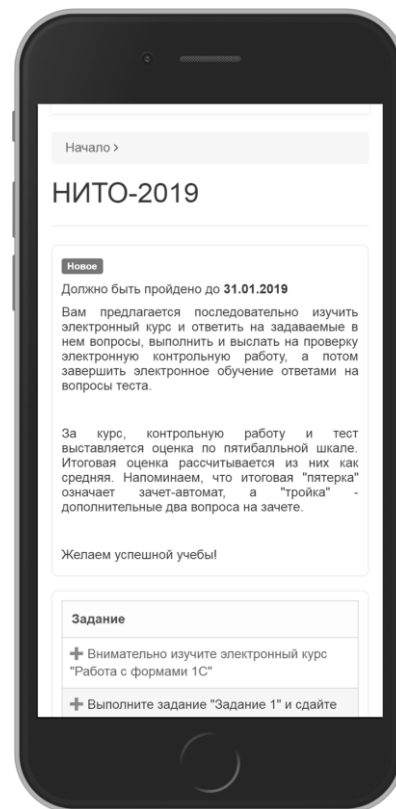 Начало >
НИТО-2019
Новое
Должно быть пройдено до 31.01.2019
Вам предлагается последовательно изучить
электронный курс и ответить на задаваемые в
нем вопросы, выполнить и выслать на проверку
электронную контрольную работу, а потом
завершить электронное обучение ответами на
вопросы теста.
За курс, контрольную работу и тест
выставляется оценка по пятибалльной шкале.
Итоговая оценка рассчитывается из них как
средняя. Напоминаем, что итоговая "пятерка"
означает зачет-автомат, а "тройка" -
дополнительные два вопроса на зачете.
Желаем успешной учебы!
Задание
Внимательно изучите электронный курс
"Работа с формами 1С"
Выполните задание "Задание 1" и сдайте